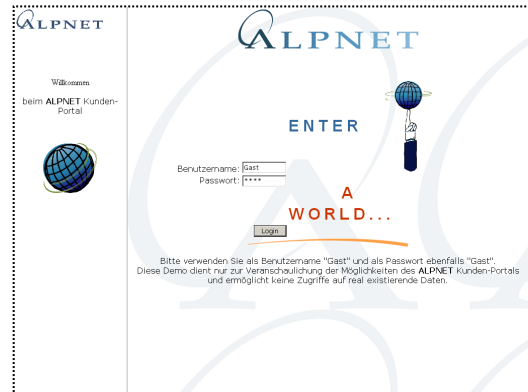 ALPNET
ALPNET
Willkommen
beim ALPNET Kunden-
Portal
ENTER
Benutzername: Gast
Passwort: ****
A
WORLD...
Login
Bitte verwenden Sie als Benutzername "Gast" und als Passwort ebenfalls "Gast".
Diese Demo dient nur zur Veranschaulichung der Möglichkeiten des ALPNET Kunden-Portals
und ermöglicht keine Zugriffe auf real existierende Daten.